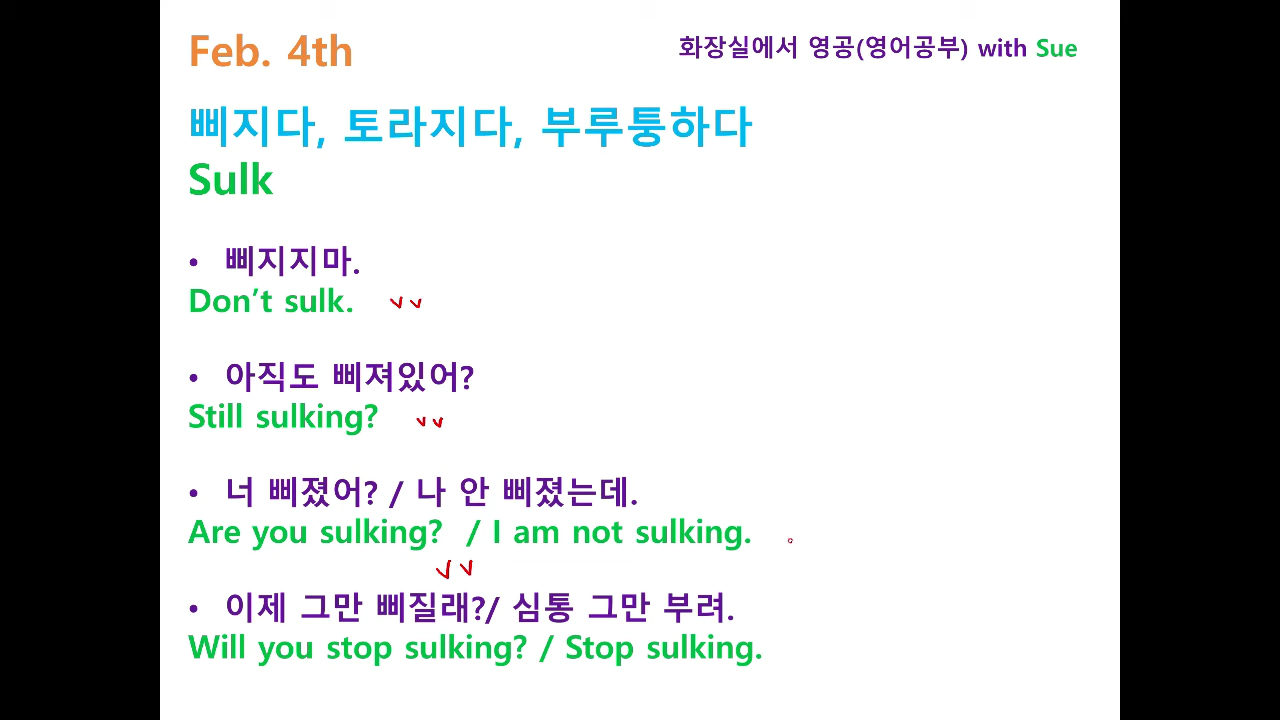 Feb. 4th
화장실에서 영공(영어공부) with Sue
삐지다, 토라지다, 부루퉁하다
Sulk
• 삐지지마.
Don't sulk.
• 아직도 삐져있어?
Still sulking?
• 너 삐졌어? / 나 안 삐졌는데.
Are you sulking? / I am not sulking.
• 이제 그만 삐질래?/ 심통 그만 부려.
Will you stop sulking? / Stop sulking.